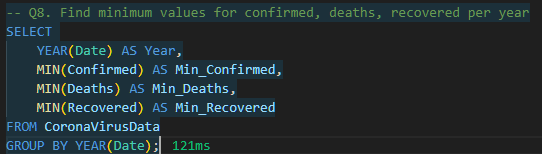 -- Q8. Find minimum values for confirmed, deaths, recovered per year
SELECT
    YEAR(Date) AS Year,
    MIN(Confirmed) AS Min_Confirmed,
    MIN(Deaths) AS Min_Deaths,
    MIN(Recovered) AS Min_Recovered
FROM CoronaVirusData
GROUP BY YEAR(Date); 121ms